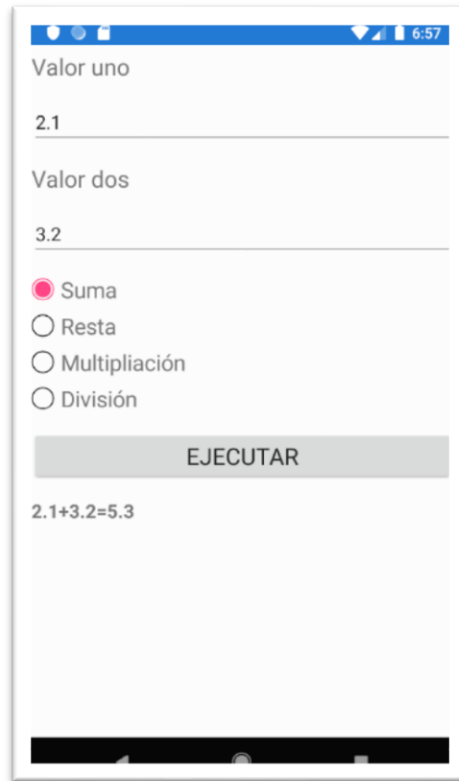 6:57
Valor uno
2.1
Valor dos
3.2
Suma
Resta
Multipliación
División
EJECUTAR
2.1+3.2=5.3